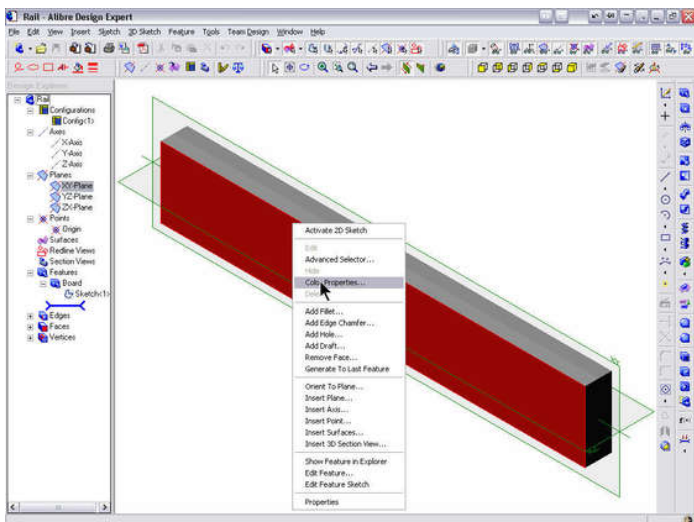 Rail - Alibre Design Expert
File Edit View Insert Sketch 3D Sketch Feature Tools Team Design Window Help
Rail
Configurations
Config<1>
Axes
X-Axis
Y-Axis
Z-Axis
Planes
XY-Plane
YZ-Plane
ZX-Plane
Points
Origin
Surfaces
Redline Views
Section Views
Features
Board
Sketch<1>
Edges
Faces
Vertices
Activate 2D Sketch
Edit
Advanced Selector...
Hide
Color Properties...
Delete
Add Fillet...
Add Edge Chamfer...
Add Hole...
Add Draft...
Remove Face...
Generate To Last Feature
Orient To Plane...
Insert Plane...
Insert Axis...
Insert Point...
Insert Surfaces...
Insert 3D Section View...
Show Feature in Explorer
Edit Feature...
Edit Feature Sketch
Properties